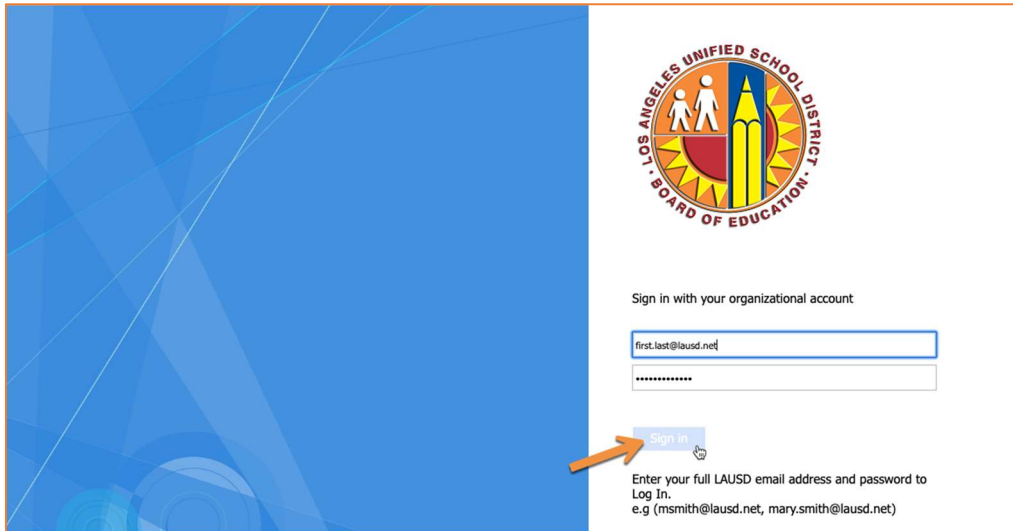 LOS ANGELES UNIFIED SCHOOL DISTRICT · BOARD OF EDUCATION ·
Sign in with your organizational account
first.last@lausd.net
•••••••••••••
Sign in
Enter your full LAUSD email address and password to
Log In.
e.g (msmith@lausd.net, mary.smith@lausd.net)